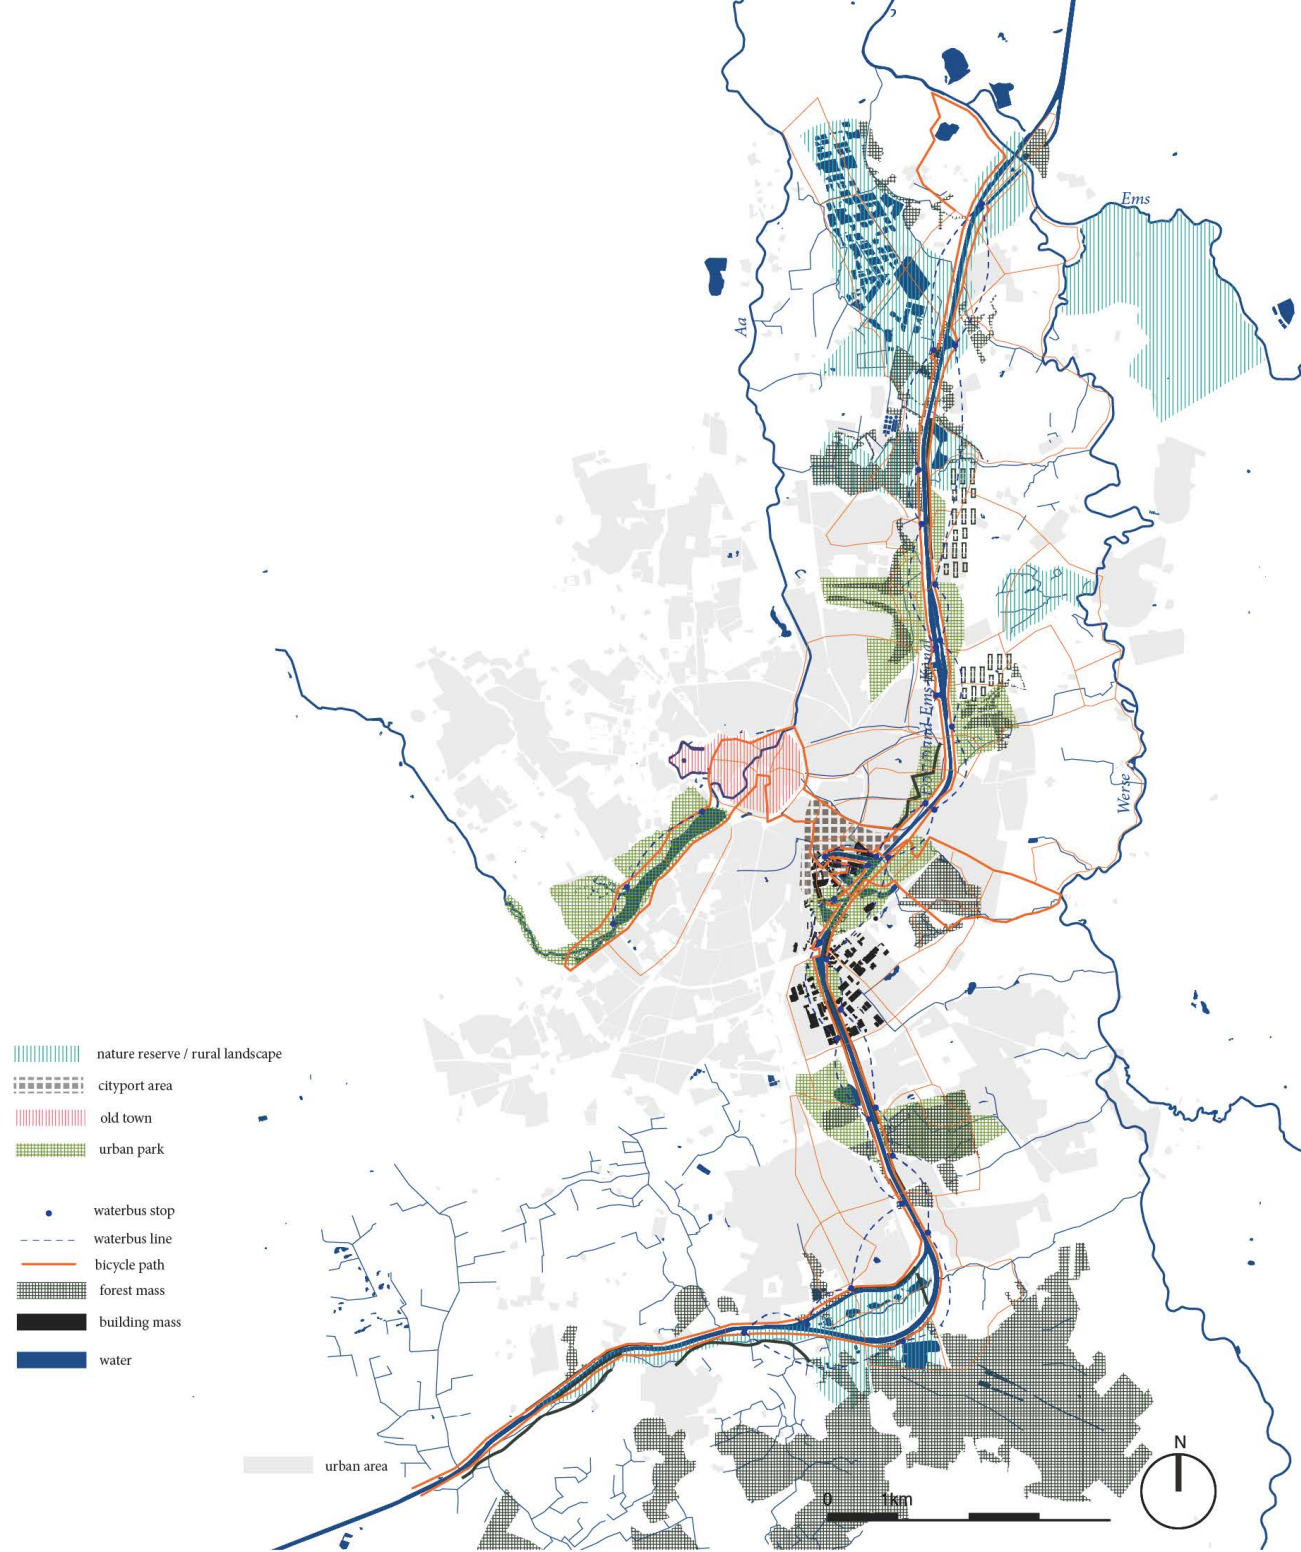 Ems
Aa
Werse
nature reserve / rural landscape
cityport area
old town
urban park
waterbus stop
waterbus line
bicycle path
forest mass
building mass
water
urban area
N
0 1km